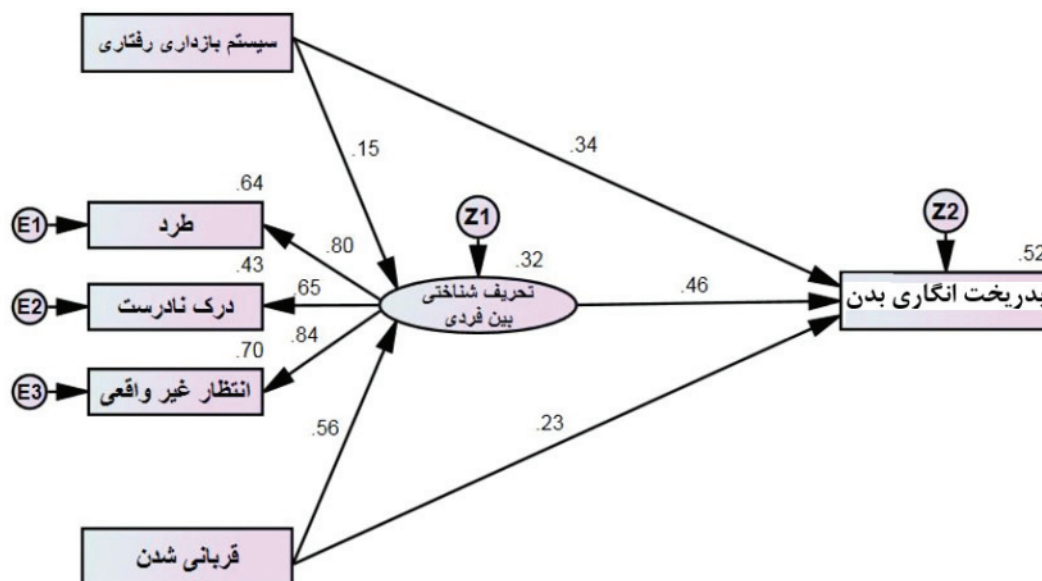 سیستم بازداری رفتاری
.34
.15
.64
E1
طرد
.80
Z1
Z2
.43
.32
.52
E2
درک نادرست
65
تحریف شناختی
بین فردی
.46
بدریخت انگاری بدن
.70
.84
E3
انتظار غیر واقعی
.56
.23
قربانی شدن